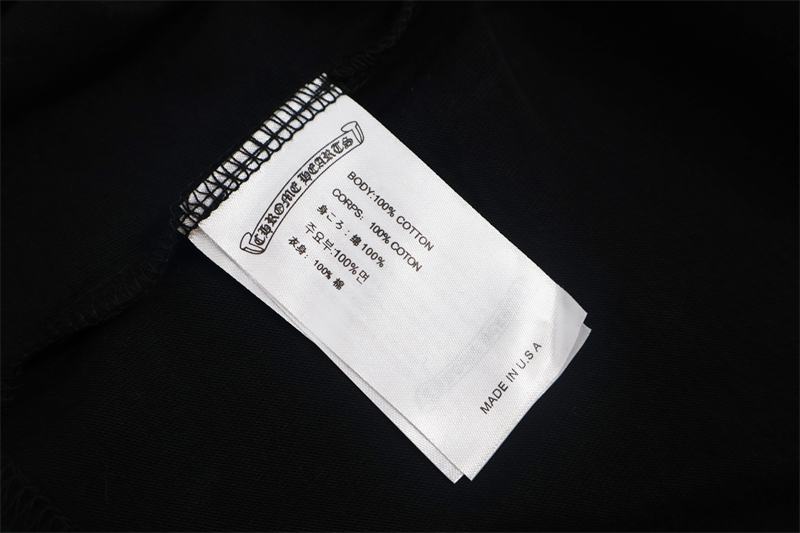 CHROME HEARTS
BODY:100% COTTON
CORPS: 100% COTON
身ごろ：綿100%
주요부:100%면
衣身：100% 棉
MADE IN U.S.A